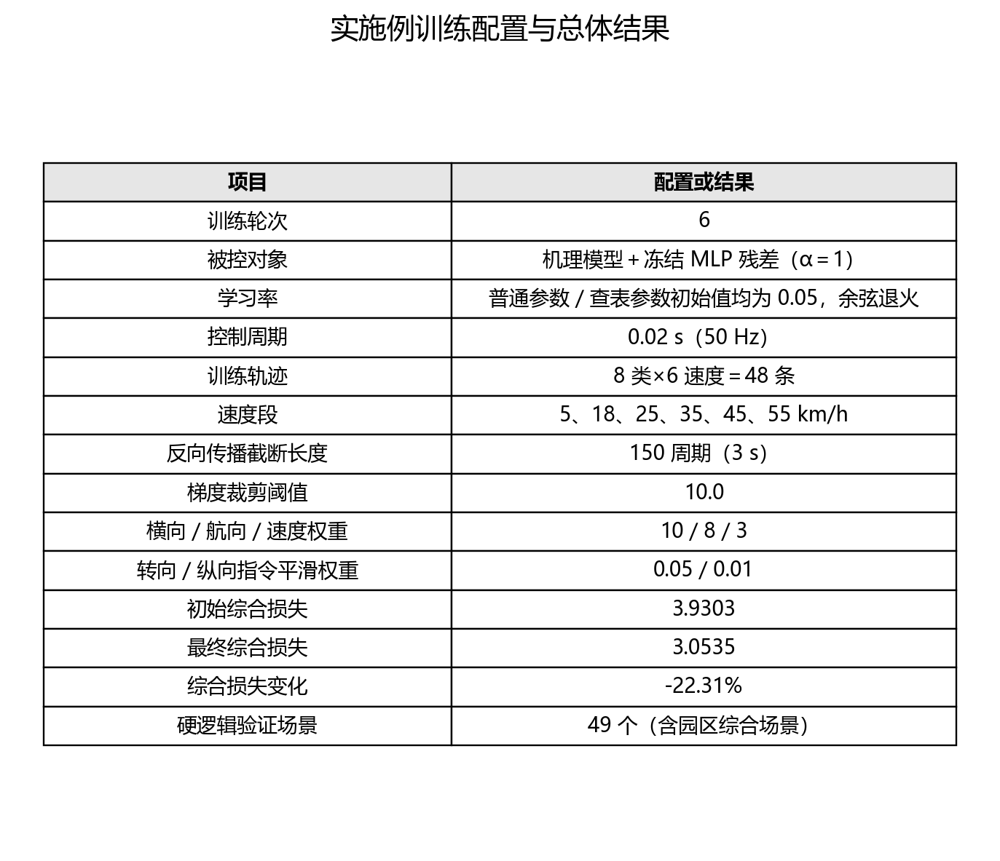 实施例训练配置与总体结果
项目 配置或结果
训练轮次 6
被控对象 机理模型 + 冻结 MLP 残差（α = 1）
学习率 普通参数 / 查表参数初始值均为 0.05，余弦退火
控制周期 0.02 s（50 Hz）
训练轨迹 8 类×6 速度 = 48 条
速度段 5、18、25、35、45、55 km/h
反向传播截断长度 150 周期（3 s）
梯度裁剪阈值 10.0
横向 / 航向 / 速度权重 10 / 8 / 3
转向 / 纵向指令平滑权重 0.05 / 0.01
初始综合损失 3.9303
最终综合损失 3.0535
综合损失变化 -22.31%
硬逻辑验证场景 49 个（含园区综合场景）